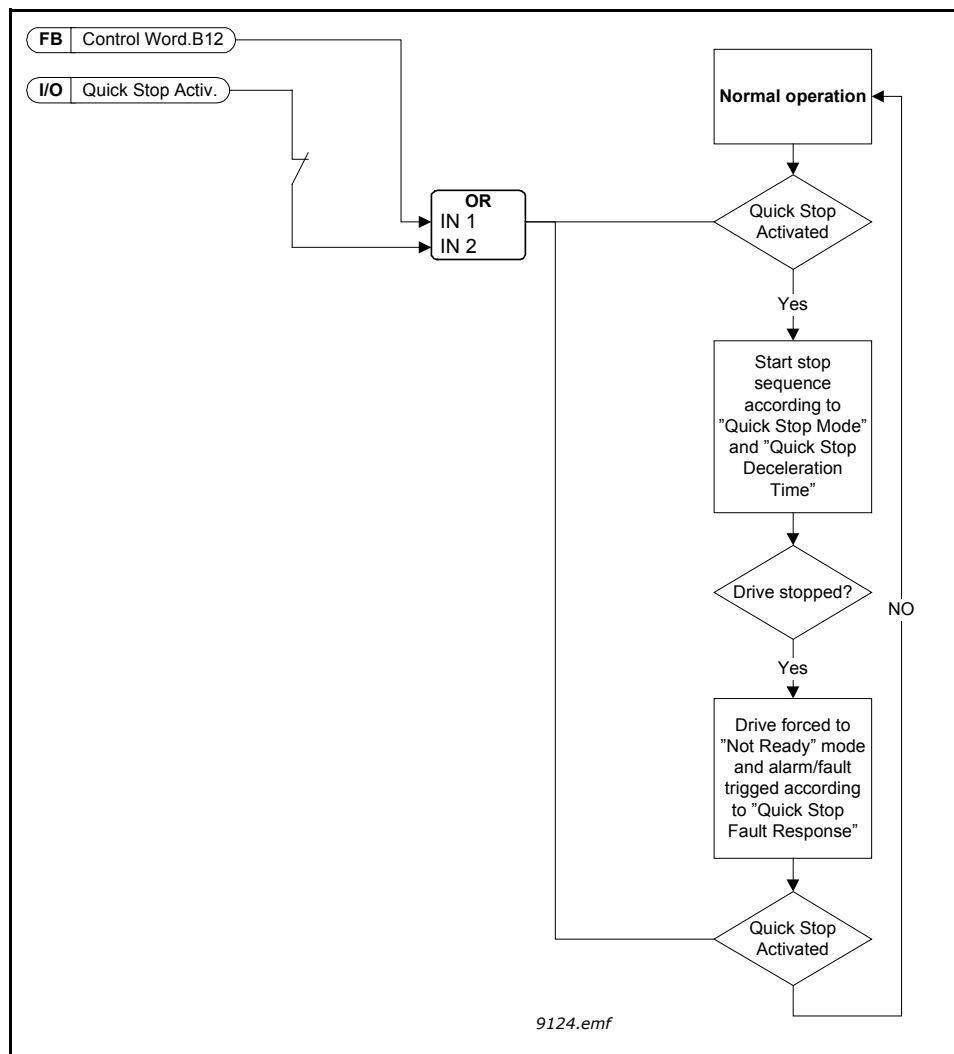 FB Control Word.B12
I/O Quick Stop Activ.
OR
IN 1
IN 2
Normal operation
Quick Stop
Activated
Yes
Start stop
sequence
according to
"Quick Stop Mode"
and "Quick Stop
Deceleration
Time"
Drive stopped?
NO
Yes
Drive forced to
"Not Ready" mode
and alarm/fault
trigged according
to "Quick Stop
Fault Response"
Quick Stop
Activated
9124.emf